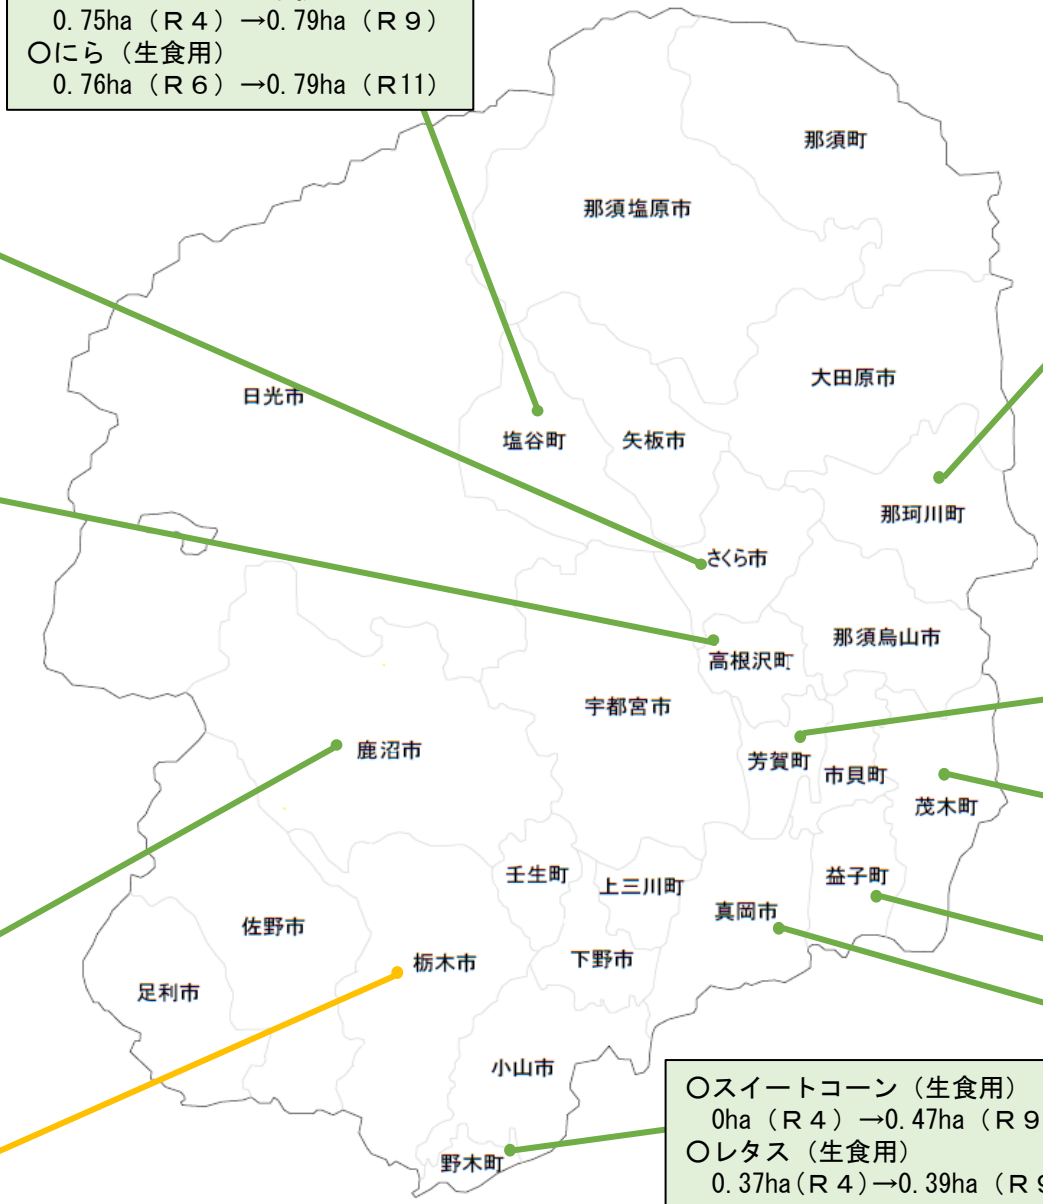 0.75ha（Ｒ４）→0.79ha（Ｒ９）
〇にら（生食用）
0.76ha（Ｒ６）→0.79ha（R11）
那須町
那須塩原市
大田原市
日光市
塩谷町
矢板市
那珂川町
さくら市
那須烏山市
高根沢町
宇都宮市
鹿沼市
芳賀町
市貝町
茂木町
壬生町
上三川町
益子町
真岡市
佐野市
栃木市
下野市
足利市
小山市
〇スイートコーン（生食用）
0ha（Ｒ４）→0.47ha（Ｒ９
〇レタス（生食用）
0.37ha(Ｒ４)→0.39ha（Ｒ９
野木町